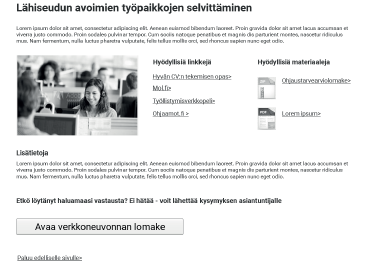 Lähiseudun avoimien työpaikkojen selvittäminen
Lorem ipsum dolor sit amet, consectetur adipiscing elit. Aenean euismod bibendum laoreet. Proin gravida dolor sit amet lacus accumsan et
viverra justo commodo. Proin sodales pulvinar tempor. Cum sociis natoque penatibus et magnis dis parturient montes, nascetur ridiculus
mus. Nam fermentum, nulla luctus pharetra vulputate, felis tellus mollis orci, sed rhoncus sapien nunc eget odio.
Hyödyllisiä linkkejä
Hyvän CV:n tekemisen opas>
Mol.fi>
Työllistymisverkkopeli>
Ohjaamot.fi >
Hyödyllisiä materiaaleja
Ohjaustarvearviolomake>
Lorem ipsum>
Lisätietoja
Lorem ipsum dolor sit amet, consectetur adipiscing elit. Aenean euismod bibendum laoreet. Proin gravida dolor sit amet lacus accumsan et
viverra justo commodo. Proin sodales pulvinar tempor. Cum sociis natoque penatibus et magnis dis parturient montes, nascetur ridiculus
mus. Nam fermentum, nulla luctus pharetra vulputate, felis tellus mollis orci, sed rhoncus sapien nunc eget odio.
Etkö löytänyt haluamaasi vastausta? Ei hätää - voit lähettää kysymyksen asiantuntijalle
Avaa verkkoneuvonnan lomake
Paluu edelliselle sivulle>